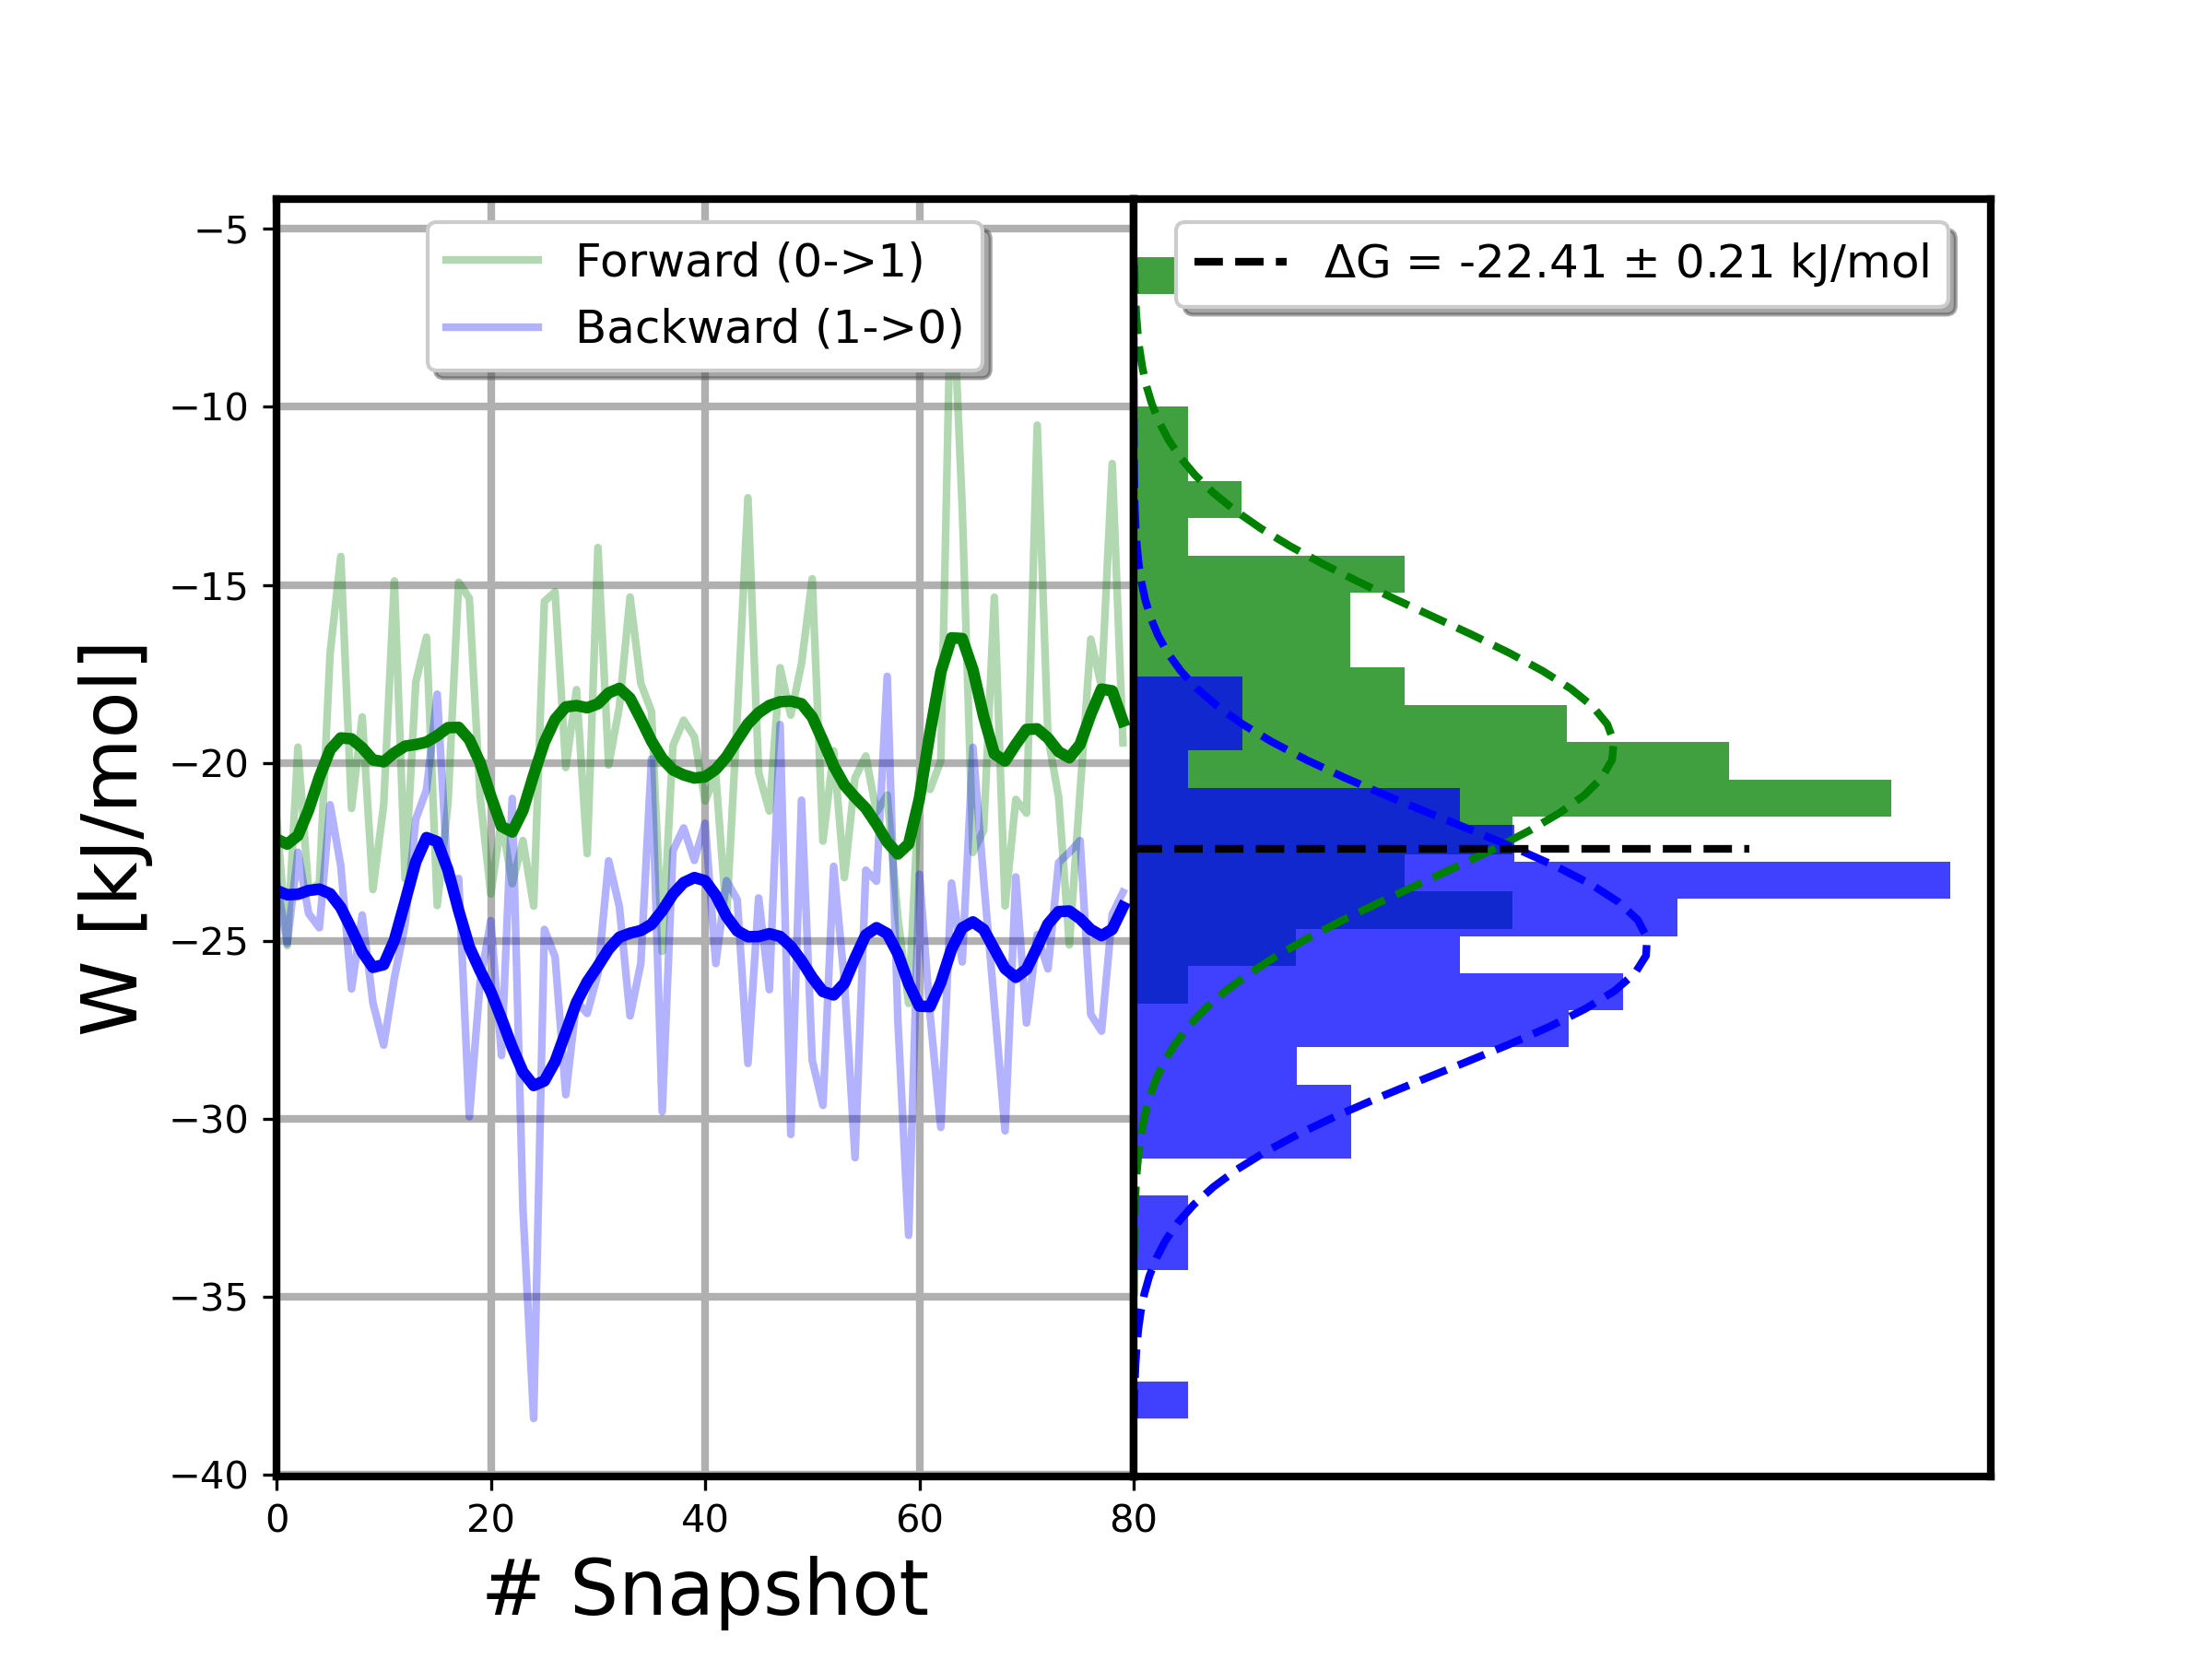 W [kJ/mol]
−5
−10
−15
−20
−25
−30
−35
−40
Forward (0->1)
Backward (1->0)
ΔG = -22.41 ± 0.21 kJ/mol
0 20 40 60 80
# Snapshot